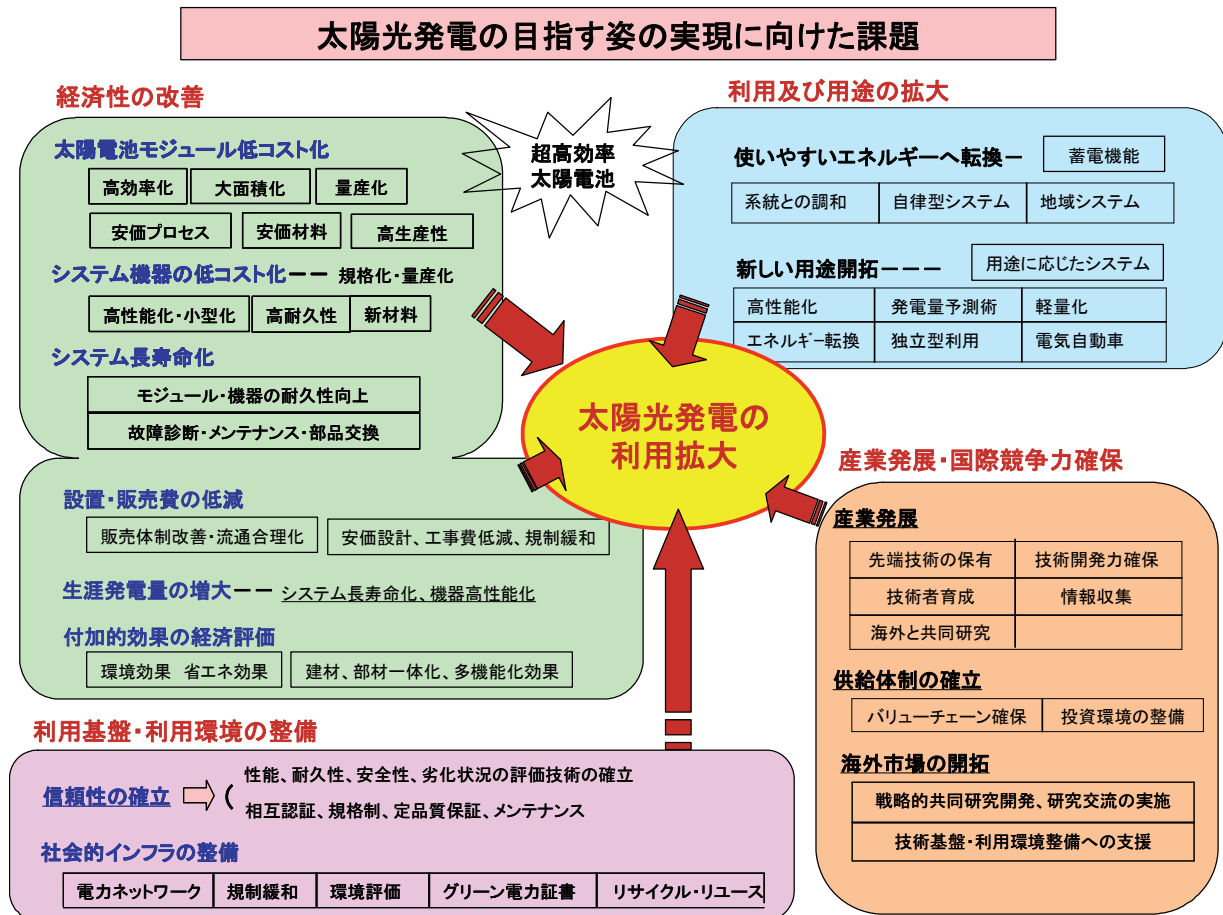 太陽光発電の目指す姿の実現に向けた課題
経済性の改善
太陽電池モジュール低コスト化
高効率化 大面積化 量産化
安価プロセス 安価材料 高生産性
システム機器の低コスト化ーー 規格化・量産化
高性能化・小型化 高耐久性 新材料
システム長寿命化
モジュール・機器の耐久性向上
故障診断・メンテナンス・部品交換
設置・販売費の低減
販売体制改善・流通合理化 安価設計、工事費低減、規制緩和
生涯発電量の増大ーー システム長寿命化、機器高性能化
付加的効果の経済評価
環境効果 省エネ効果 建材、部材一体化、多機能化効果
超高効率
太陽電池
利用及び用途の拡大
使いやすいエネルギーへ転換ー 蓄電機能
系統との調和 自律型システム 地域システム
新しい用途開拓ーーー 用途に応じたシステム
高性能化 発電量予測術 軽量化
エネルギー転換 独立型利用 電気自動車
太陽光発電の
利用拡大
産業発展・国際競争力確保
産業発展
先端技術の保有 技術開発力確保
技術者育成 情報収集
海外と共同研究
供給体制の確立
バリューチェーン確保 投資環境の整備
海外市場の開拓
戦略的共同研究開発、研究交流の実施
技術基盤・利用環境整備への支援
利用基盤・利用環境の整備
信頼性の確立 (
性能、耐久性、安全性、劣化状況の評価技術の確立
相互認証、規格制、定品質保証、メンテナンス
社会的インフラの整備
電力ネットワーク 規制緩和 環境評価 グリーン電力証書 リサイクル・リユース